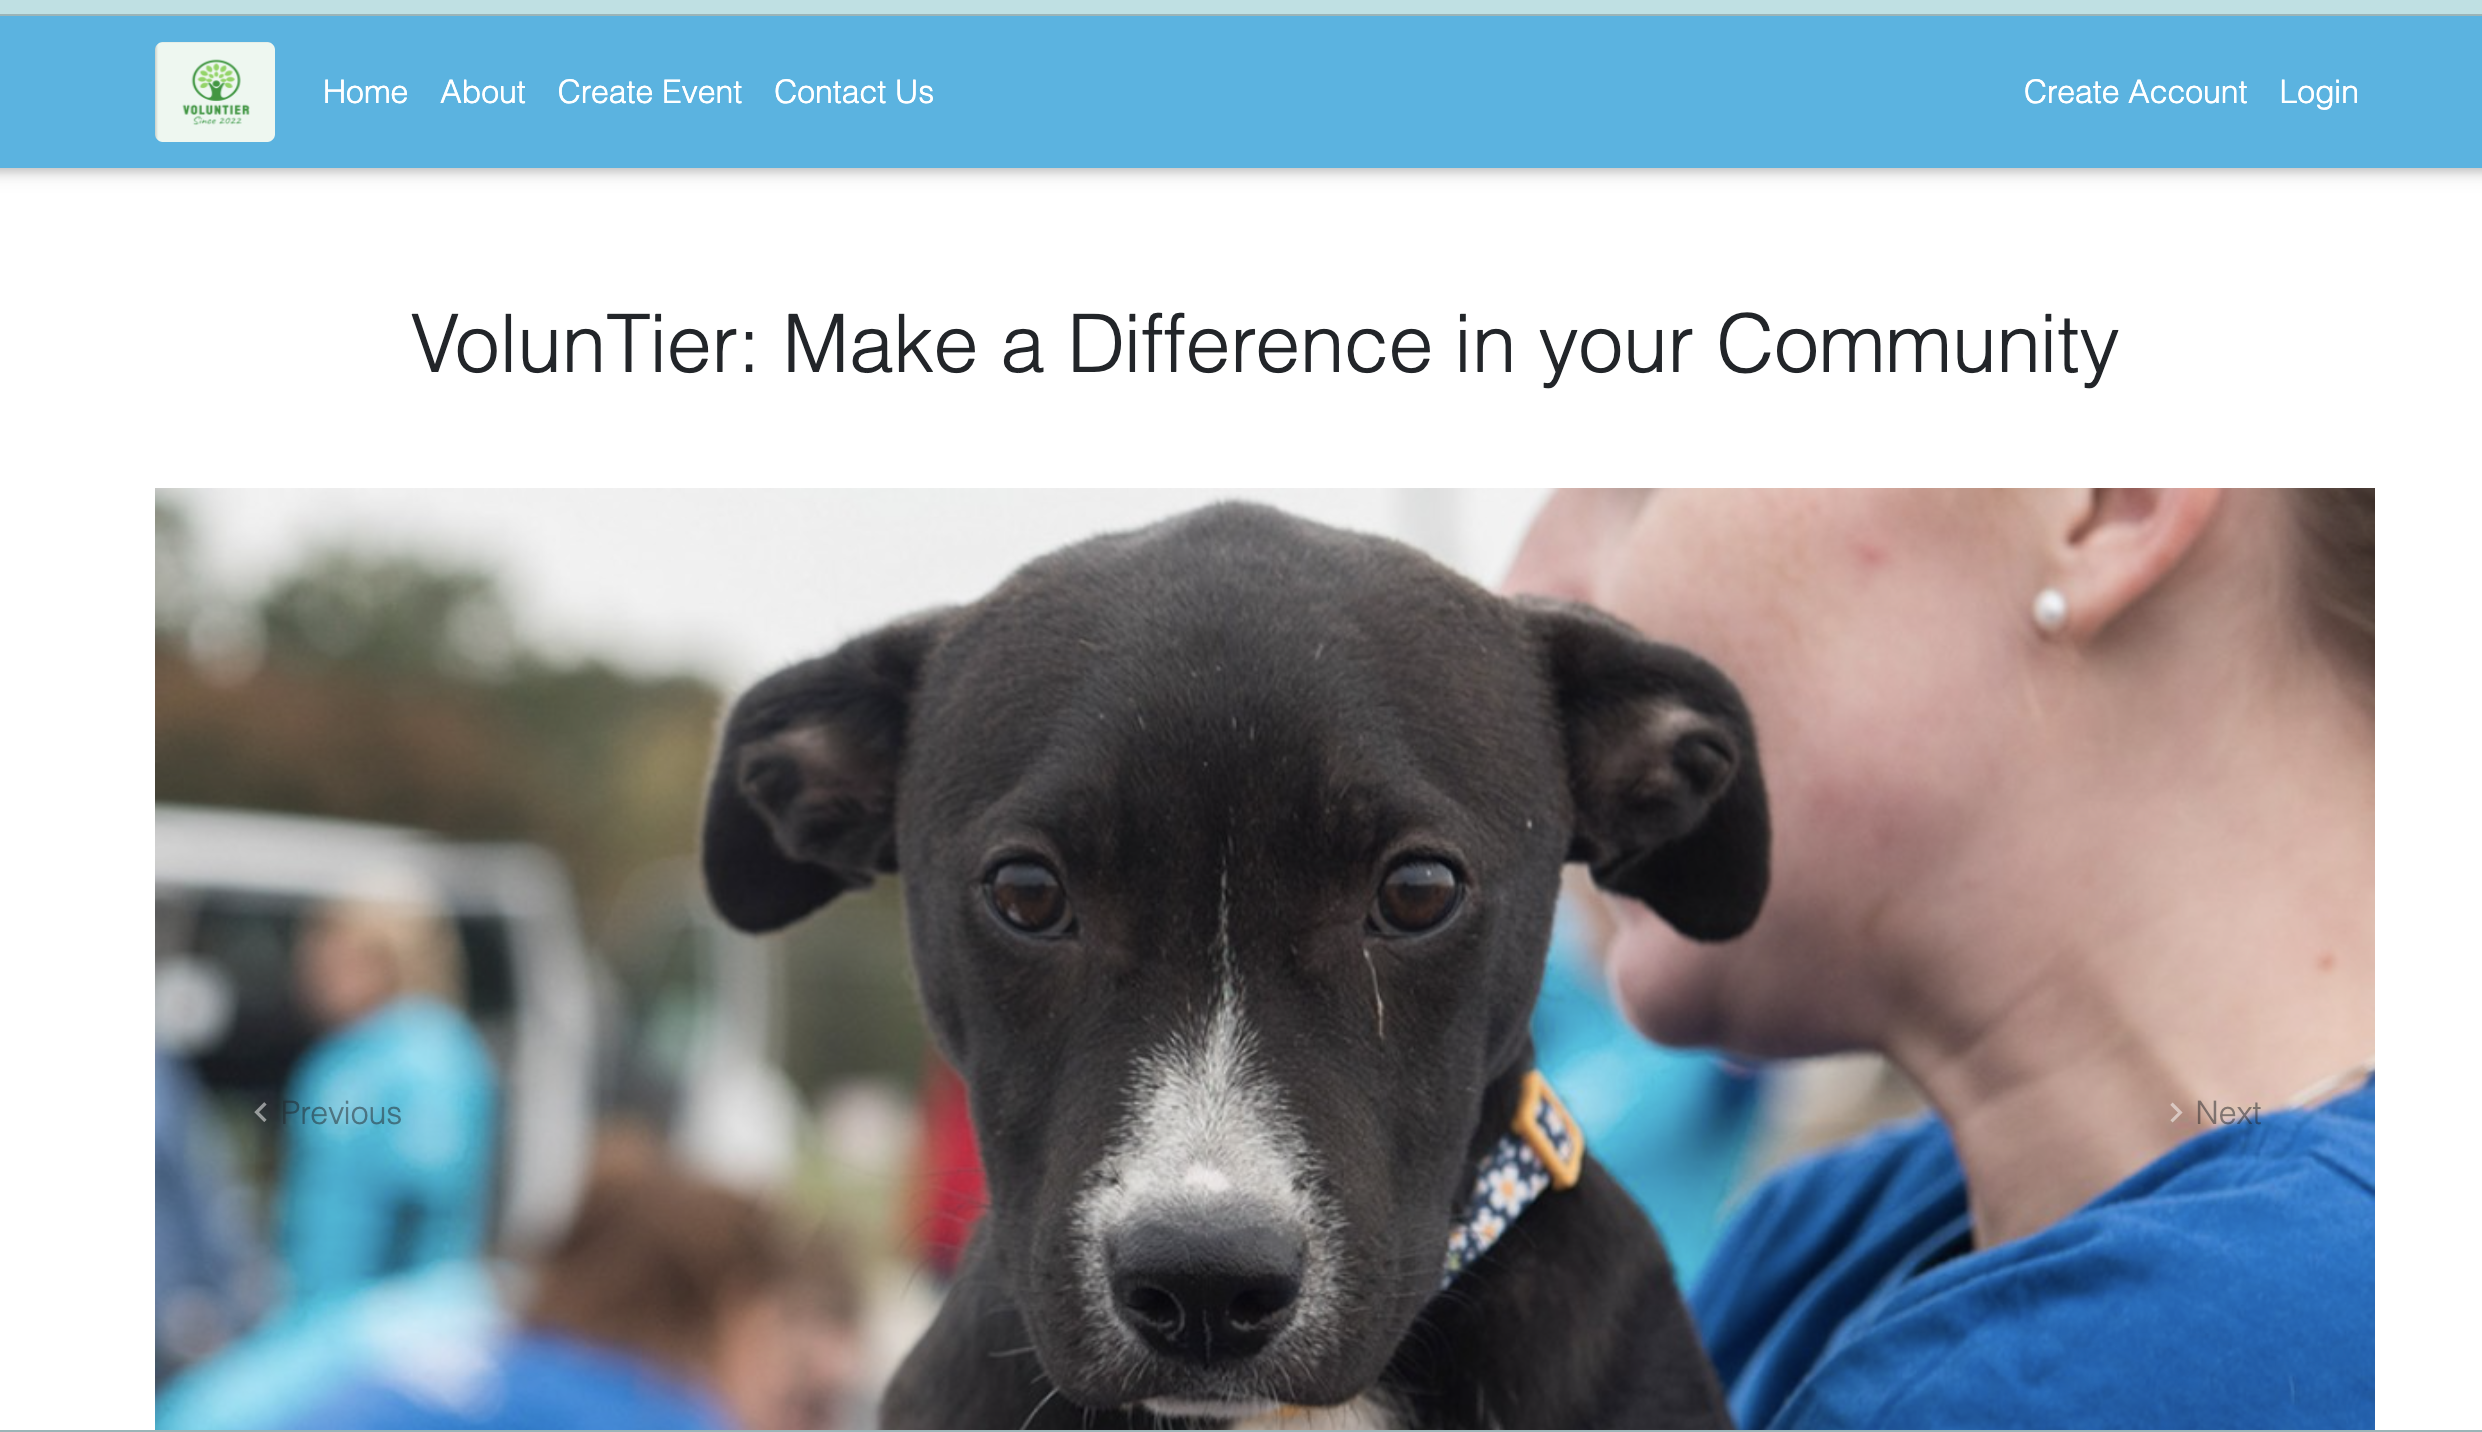 VOLUNTIER
Since 2022
Home About Create Event Contact Us
Create Account Login
VolunTier: Make a Difference in your Community
Previous
Next